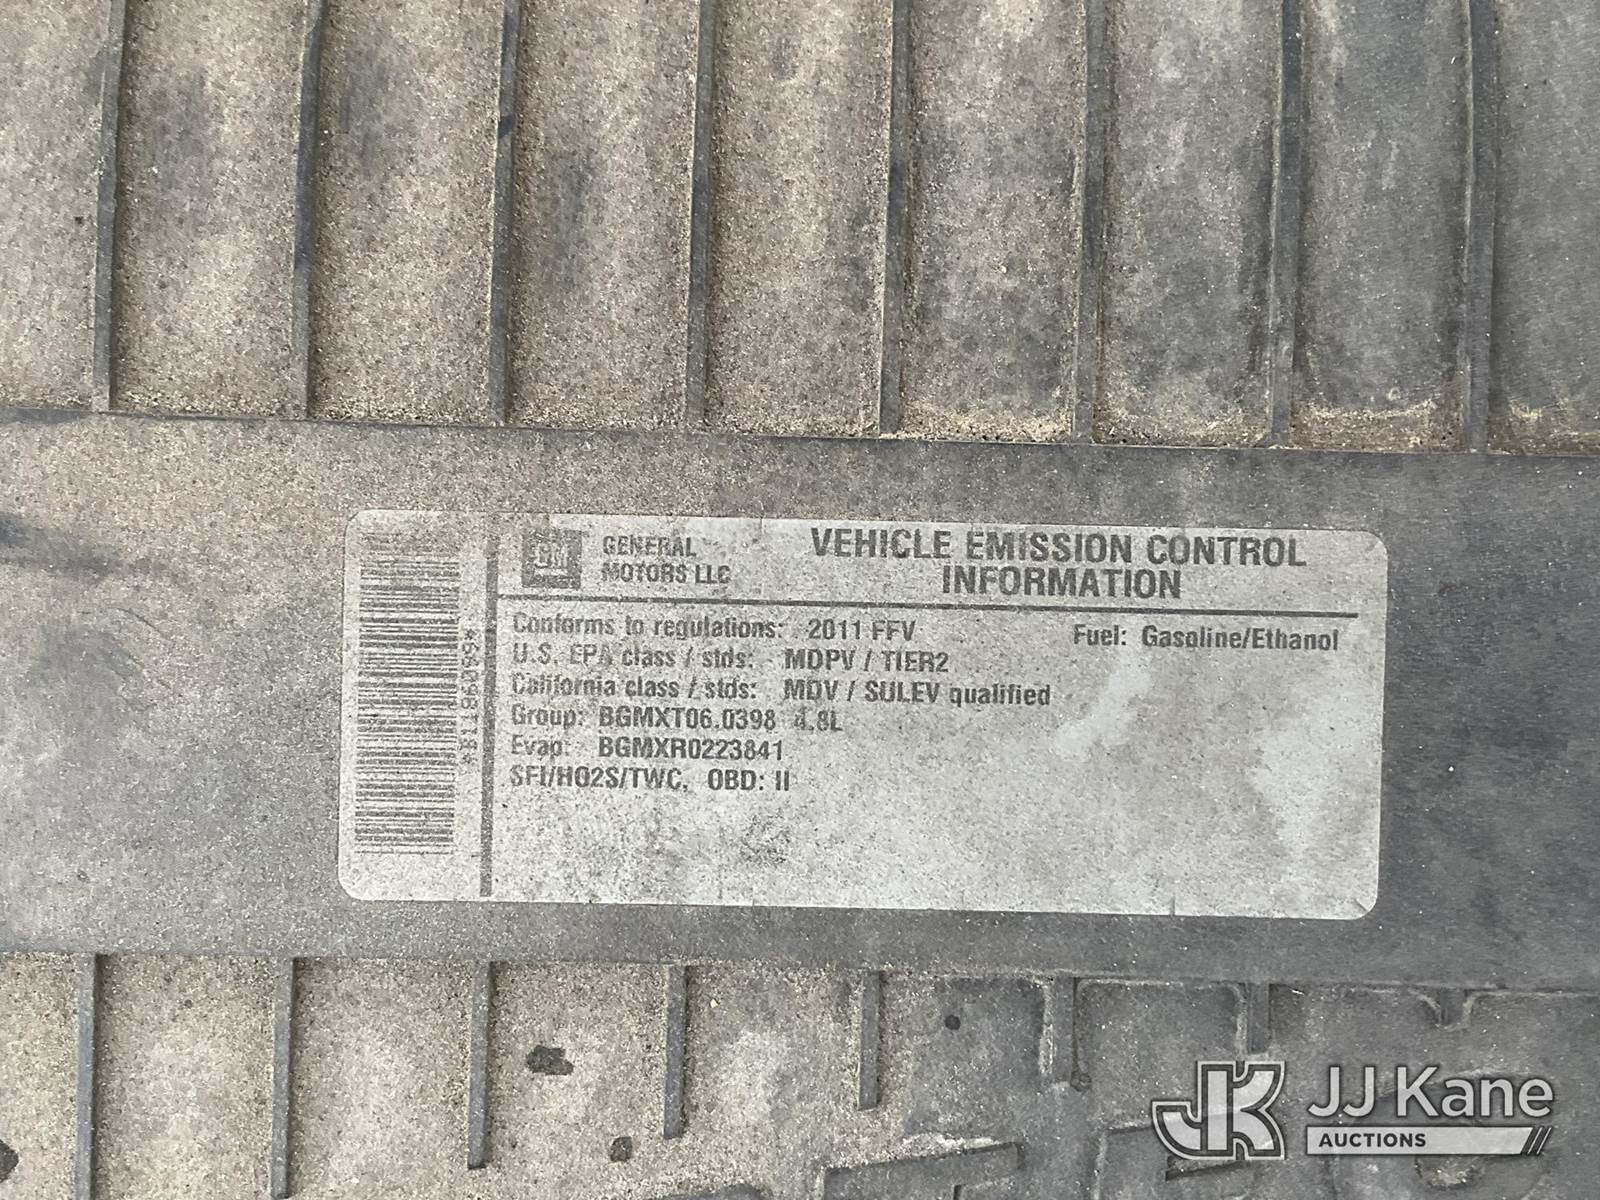 GM
GENERAL
MOTORS LLC
VEHICLE EMISSION CONTROL
INFORMATION
Conforms to regulations: 2011 FFV
Fuel: Gasoline/Ethanol
U.S. EPA class / stds: MDPV / TIER2
California class / stds: MDV / SULEV qualified
Group: BGMXT06.0398 4.8L
Evap: BGMXR0223841
SFI/HO2S/TWC, OBD: II
*B1186099*
JK JJ Kane
AUCTIONS